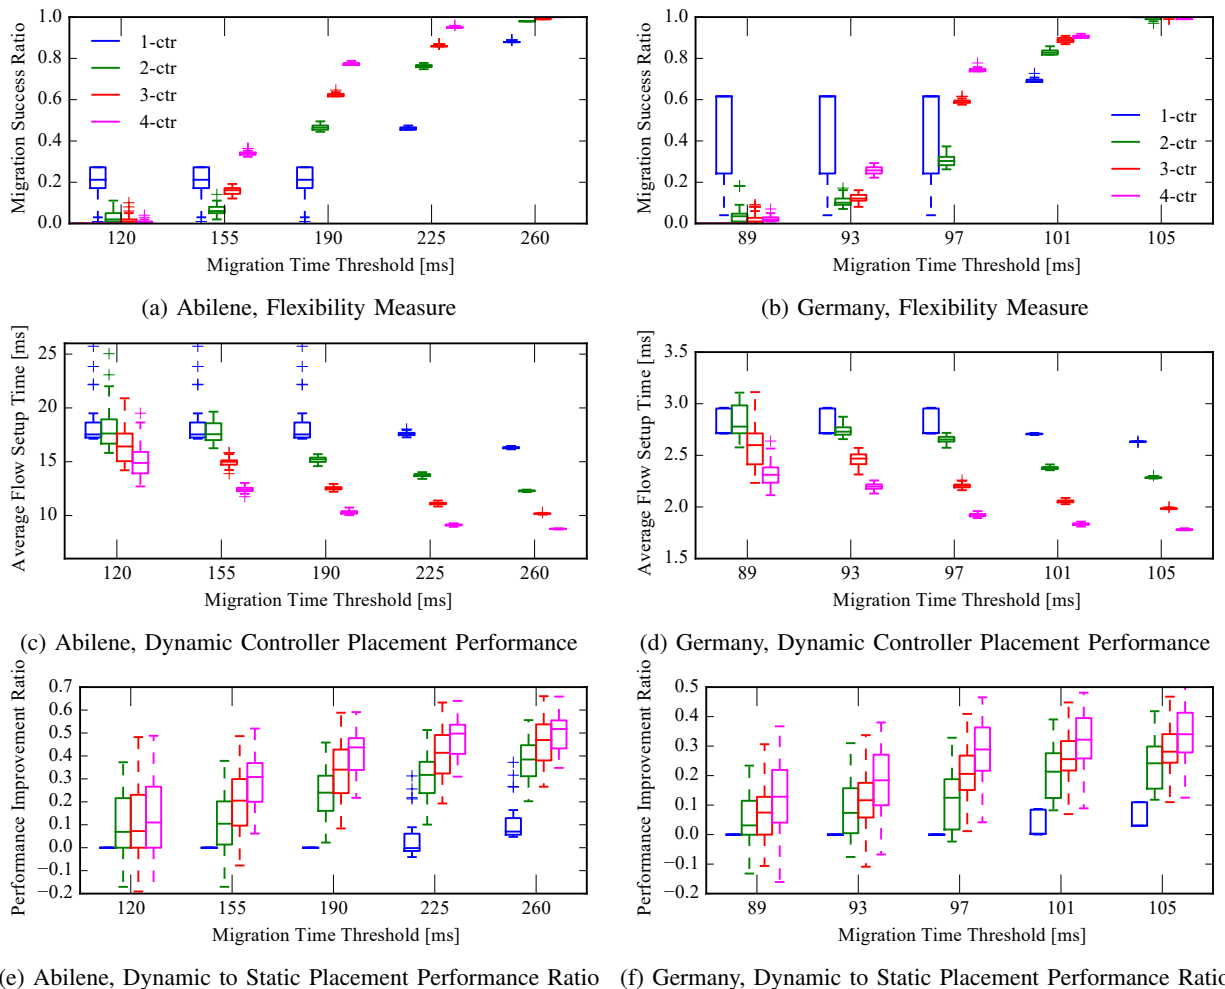 1.0
0.8
0.6
0.4
0.2
0.0
Migration Success Ratio
1-ctr
2-ctr
3-ctr
4-ctr
120 155 190 225 260
Migration Time Threshold [ms]
(a) Abilene, Flexibility Measure
1.0
0.8
0.6
0.4
0.2
0.0
Migration Success Ratio
1-ctr
2-ctr
3-ctr
4-ctr
89 93 97 101 105
Migration Time Threshold [ms]
(b) Germany, Flexibility Measure
25
20
15
10
Average Flow Setup Time [ms]
120 155 190 225 260
Migration Time Threshold [ms]
(c) Abilene, Dynamic Controller Placement Performance
3.5
3.0
2.5
2.0
1.5
Average Flow Setup Time [ms]
89 93 97 101 105
Migration Time Threshold [ms]
(d) Germany, Dynamic Controller Placement Performance
0.7
0.6
0.5
0.4
0.3
0.2
0.1
0.0
−0.1
−0.2
Performance Improvement Ratio
120 155 190 225 260
Migration Time Threshold [ms]
(e) Abilene, Dynamic to Static Placement Performance Ratio
0.5
0.4
0.3
0.2
0.1
0.0
−0.1
−0.2
Performance Improvement Ratio
89 93 97 101 105
Migration Time Threshold [ms]
(f) Germany, Dynamic to Static Placement Performance Ratio